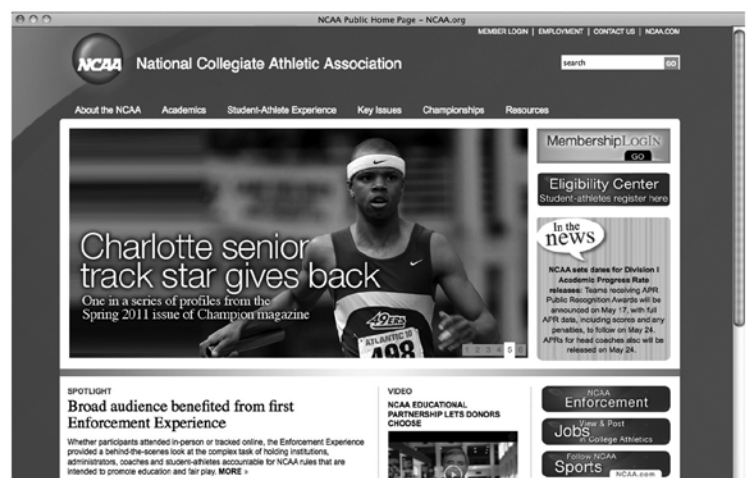 NCAA Public Home Page – NCAA.org
MEMBER LOGIN | EMPLOYMENT | CONTACT US | NCAA.COM
NCAA National Collegiate Athletic Association
search GO
About the NCAA Academics Student-Athlete Experience Key Issues Championships Resources
Charlotte senior
track star gives back
One in a series of profiles from the
Spring 2011 issue of Champion magazine
49ERS
ATLANTIC 10
498
1 2 3 4 5 6
MembershipLOGIN
GO
Eligibility Center
Student-athletes register here
In the
news
NCAA sets dates for Division I
Academic Progress Rate
releases: Teams receiving APR
Public Recognition Awards will be
announced on May 17, with full
APR data, including scores and any
penalties, to follow on May 24.
APRs for head coaches also will be
released on May 24.
SPOTLIGHT
Broad audience benefited from first
Enforcement Experience
Whether participants attended in-person or tracked online, the Enforcement Experience
provided a behind-the-scenes look at the complex task of holding institutions,
administrators, coaches and student-athletes accountable for NCAA rules that are
intended to promote education and fair play. MORE »
VIDEO
NCAA EDUCATIONAL
PARTNERSHIP LETS DONORS
CHOOSE
NCAA
Enforcement
Jobs View & Post
in College Athletics
Follow NCAA
Sports
NCAA.com